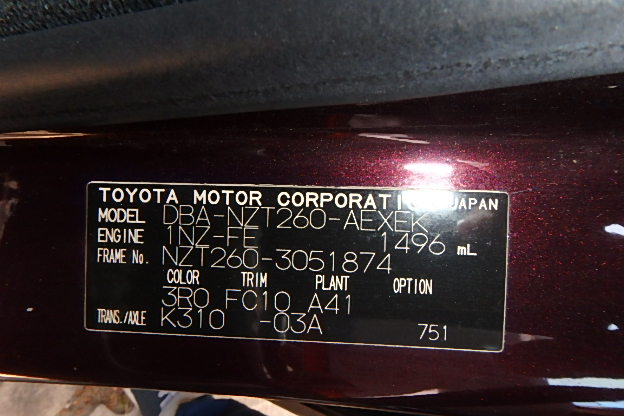 TOYOTA MOTOR CORPORATION JAPAN
MODEL DBA-NZT260-AEXEK
ENGINE 1NZ-FE 1496 mL
FRAME No. NZT260-3051874
COLOR TRIM PLANT OPTION
3R0 FC10 A41
TRANS./AXLE K310 -03A 751